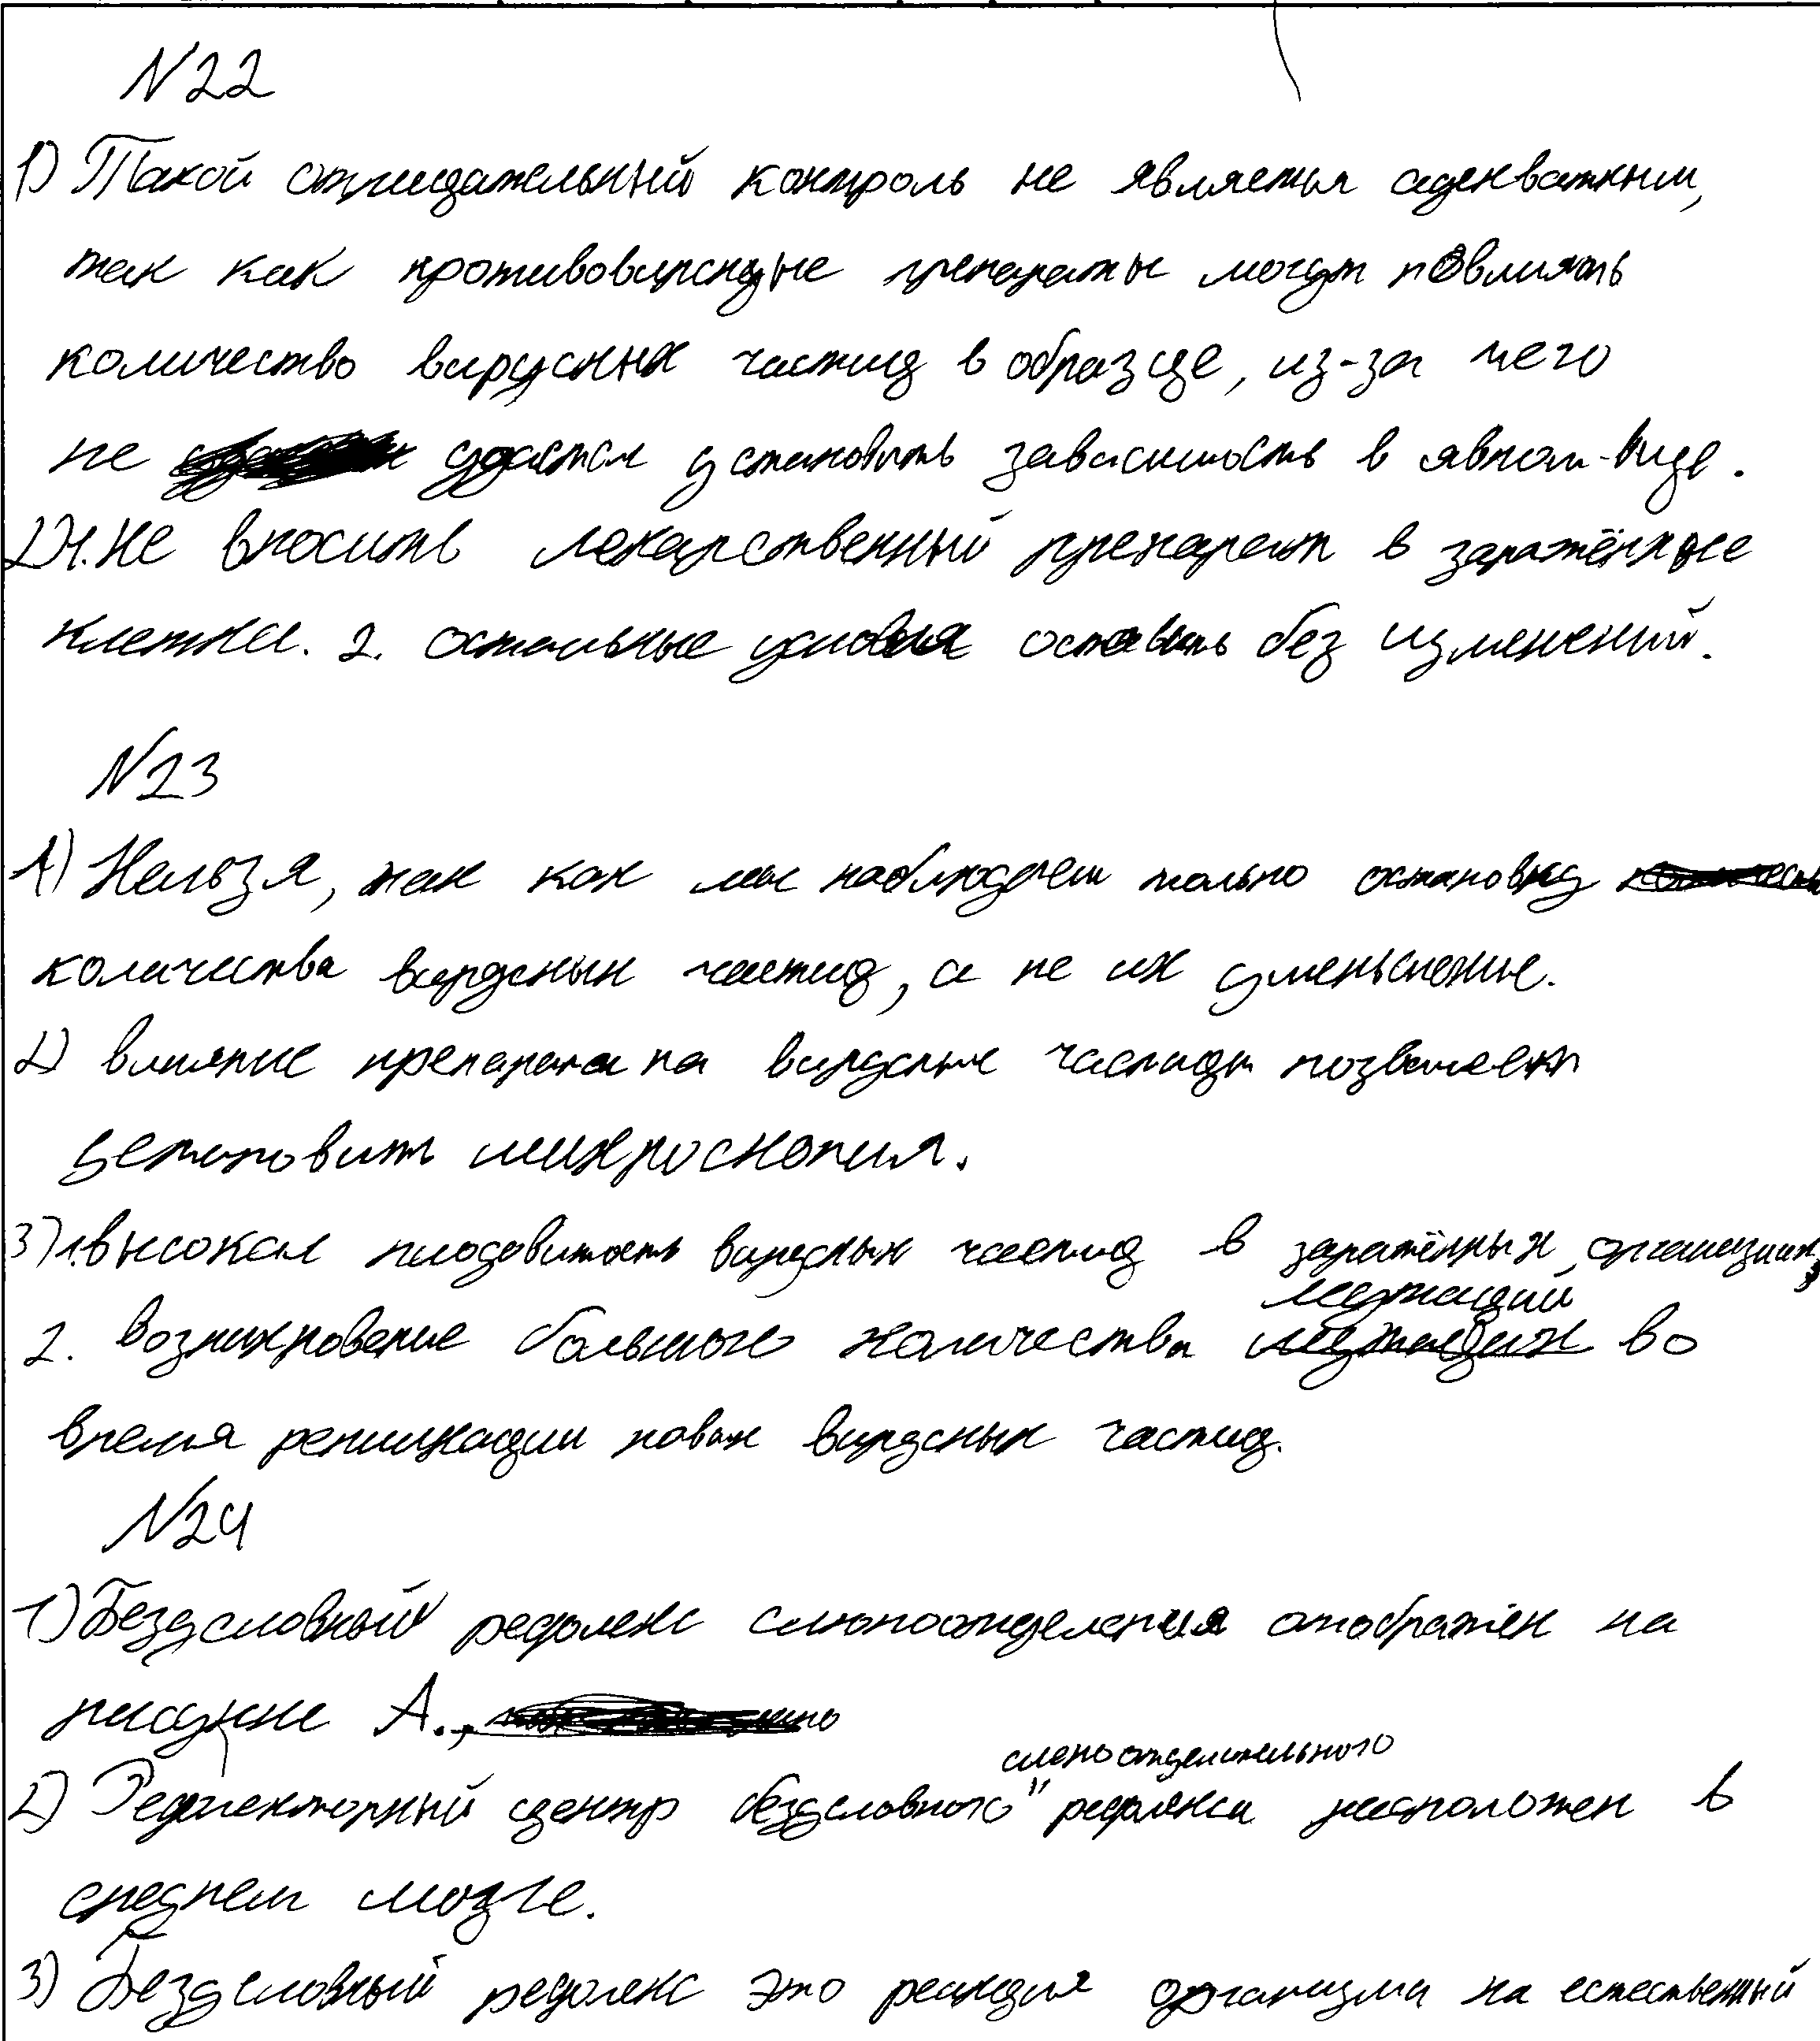 N22
1) Такой отрицательный контроль не является адекватным,
так как противовирусные препараты могут повлиять
количество вирусных частиц в образце, из-за чего
не удастся установить зависимость в явном виде.
2) 1. Не вносить лекарственный препарат в заражённые
клетки. 2. Остальные условия оставить без изменений.
N23
1) Нельзя, так как мы наблюдаем только остановку
количества вирусных частиц, а не их уменьшение.
2) влияние препарата на вирусные частицы позволяет
установить микроскопия.
3) 1. высокая плодовитость вирусных частиц в заражённых организмах,
2. возникновение большого количества мутаций во
время репликации новых вирусных частиц.
N24
1) Безусловный рефлекс слюноотделения отображён на
рисунке А.,
2) Рефлекторный центр безусловного слюноотделительного рефлекса расположен в
среднем мозге.
3) Безусловный рефлекс это реакция организма на естественный